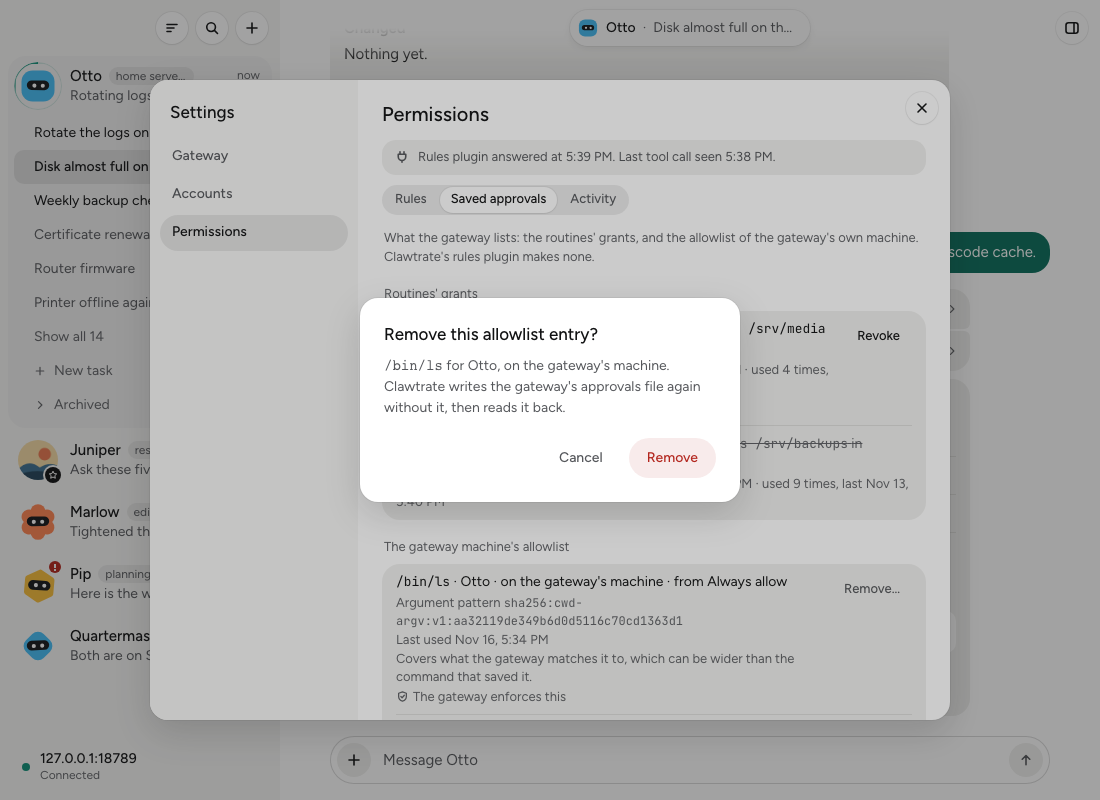 Otto · Disk almost full on th…
Nothing yet.
Otto home serve… now
Rotating logs
Rotate the logs on
Disk almost full on
Weekly backup che
Certificate renewa
Router firmware
Printer offline again
Show all 14
New task
Archived
Juniper res
Ask these five
Marlow edi
Tightened th
Pip planning
Here is the w
Quartermas
Both are on S
127.0.0.1:18789
Connected
scode cache.
Message Otto
Settings
Gateway
Accounts
Permissions
Permissions
Rules plugin answered at 5:39 PM. Last tool call seen 5:38 PM.
Rules Saved approvals Activity
What the gateway lists: the routines' grants, and the allowlist of the gateway's own machine.
Clawtrate's rules plugin makes none.
Routines' grants
/srv/media
Revoke
· used 4 times,
/srv/backups in
PM · used 9 times, last Nov 13,
Remove this allowlist entry?
/bin/ls for Otto, on the gateway's machine.
Clawtrate writes the gateway's approvals file again
without it, then reads it back.
Cancel Remove
The gateway machine's allowlist
/bin/ls · Otto · on the gateway's machine · from Always allow
Remove…
Argument pattern sha256:cwd-
argv:v1:aa32119de349b6d0d5116c70cd1363d1
Last used Nov 16, 5:34 PM
Covers what the gateway matches it to, which can be wider than the
command that saved it.
The gateway enforces this